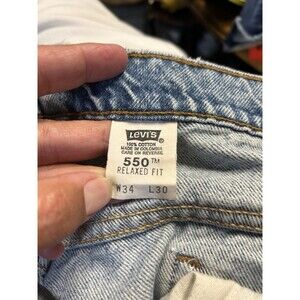 LEVI'S®
100% COTTON
MADE IN COLOMBIA
CARE ON REVERSE
550™
RELAXED FIT
W34 L30